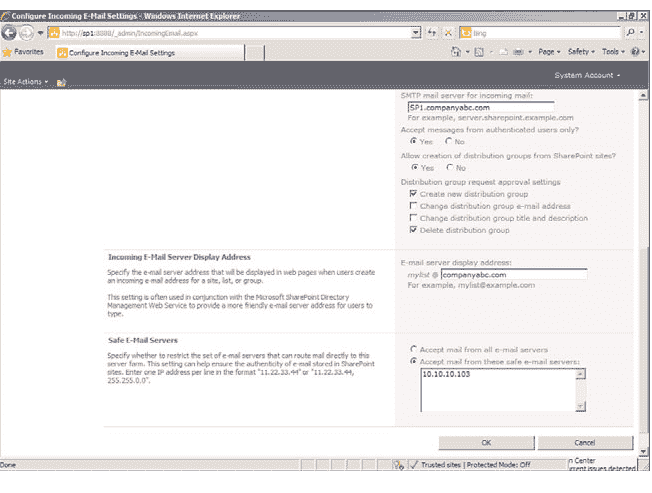 Configure Incoming E-Mail Settings - Windows Internet Explorer
http://sp1:8888/_admin/IncomingEmail.aspx
Bing
Favorites
Configure Incoming E-Mail Settings
Page
Safety
Tools
Site Actions
System Account
SMTP mail server for incoming mail:
SP1.companyabc.com
For example, server.sharepoint.example.com
Accept messages from authenticated users only?
Yes No
Allow creation of distribution groups from SharePoint sites?
Yes No
Distribution group request approval settings
Create new distribution group
Change distribution group e-mail address
Change distribution group title and description
Delete distribution group
Incoming E-Mail Server Display Address
Specify the e-mail server address that will be displayed in web pages when users create
an incoming e-mail address for a site, list, or group.
This setting is often used in conjunction with the Microsoft SharePoint Directory
Management Web Service to provide a more friendly e-mail server address for users to
type.
E-mail server display address:
mylist @ companyabc.com
For example, mylist@example.com
Safe E-Mail Servers
Specify whether to restrict the set of e-mail servers that can route mail directly to this
server farm. This setting can help ensure the authenticity of e-mail stored in SharePoint
sites. Enter one IP address per line in the format "11.22.33.44" or "11.22.33.44,
255.255.0.0".
Accept mail from all e-mail servers
Accept mail from these safe e-mail servers:
10.10.10.103
OK Cancel
Done
Trusted sites | Protected Mode: Off
n Center
ment issues detected